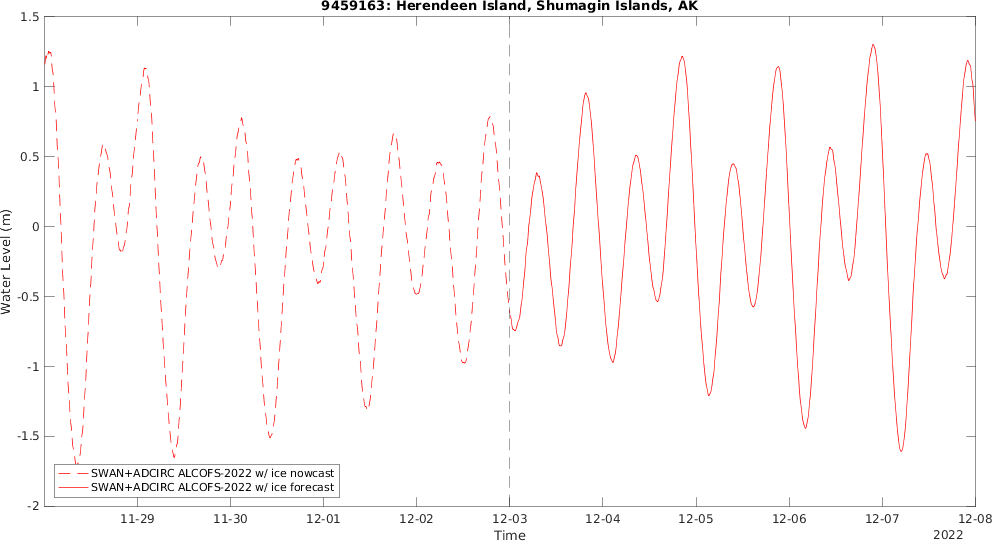 9459163: Herendeen Island, Shumagin Islands, AK
1.5
1
0.5
0
-0.5
-1
-1.5
-2
Water Level (m)
SWAN+ADCIRC ALCOFS-2022 w/ ice nowcast
SWAN+ADCIRC ALCOFS-2022 w/ ice forecast
11-29 11-30 12-01 12-02 12-03 12-04 12-05 12-06 12-07 12-08
Time
2022